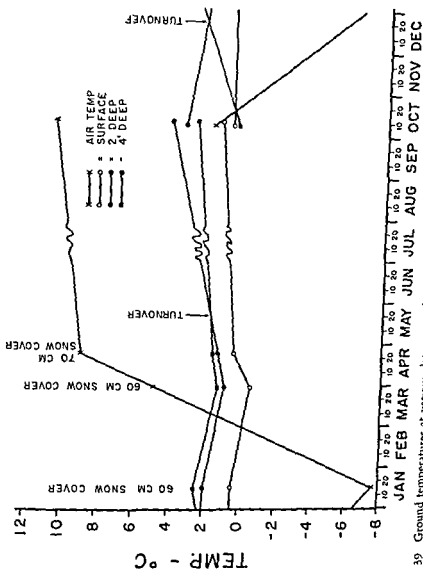 TURNOVER
AIR TEMP
SURFACE
2' DEEP
4' DEEP
70 CM
SNOW COVER
60 CM SNOW COVER
60 CM SNOW COVER
TURNOVER
TEMP. - °C
12
10
8
6
4
2
0
-2
-4
-6
-8
10 20 10 20 10 20 10 20 10 20 10 20 10 20 10 20 10 20 10 20 10 20 10 20
JAN FEB MAR APR MAY JUN JUL AUG SEP OCT NOV DEC
39 Ground temperatures at various